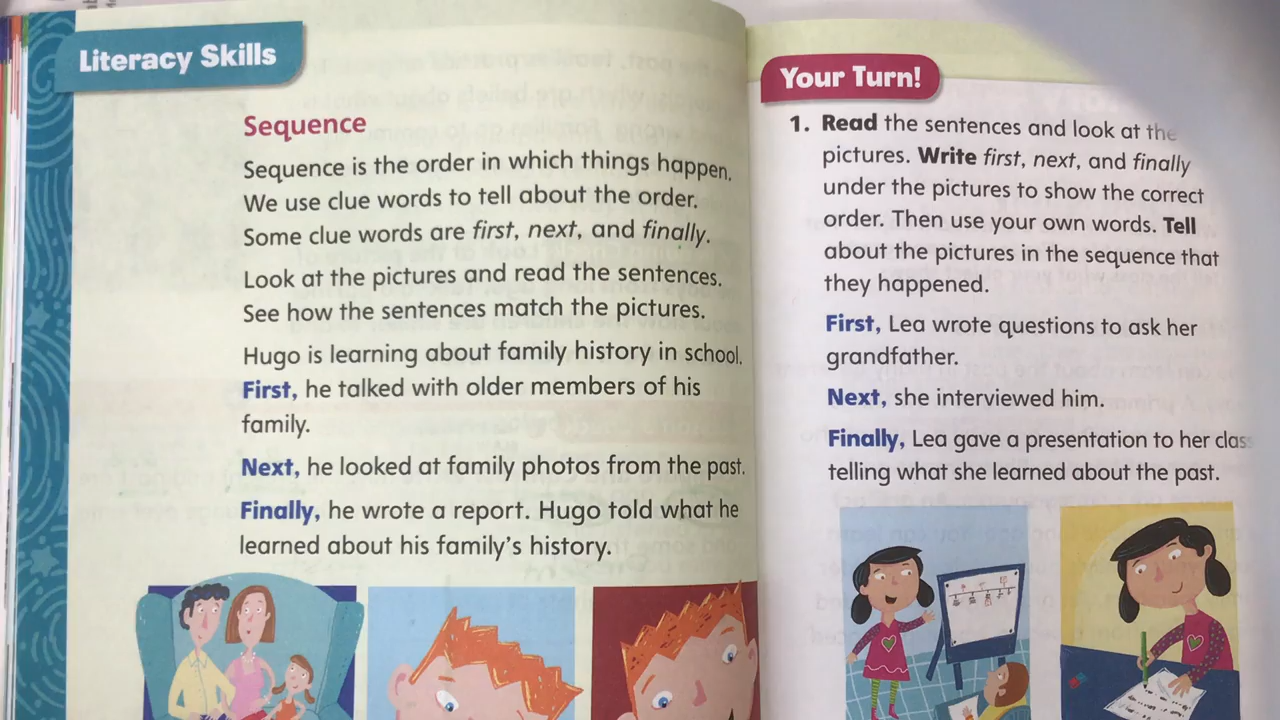 Literacy Skills
Sequence
Sequence is the order in which things happen.
We use clue words to tell about the order.
Some clue words are first, next, and finally.
Look at the pictures and read the sentences.
See how the sentences match the pictures.
Hugo is learning about family history in school.
First, he talked with older members of his
family.
Next, he looked at family photos from the past.
Finally, he wrote a report. Hugo told what he
learned about his family's history.
Your Turn!
1. Read the sentences and look at the
pictures. Write first, next, and finally
under the pictures to show the correct
order. Then use your own words. Tell
about the pictures in the sequence that
they happened.
First, Lea wrote questions to ask her
grandfather.
Next, she interviewed him.
Finally, Lea gave a presentation to her class
telling what she learned about the past.